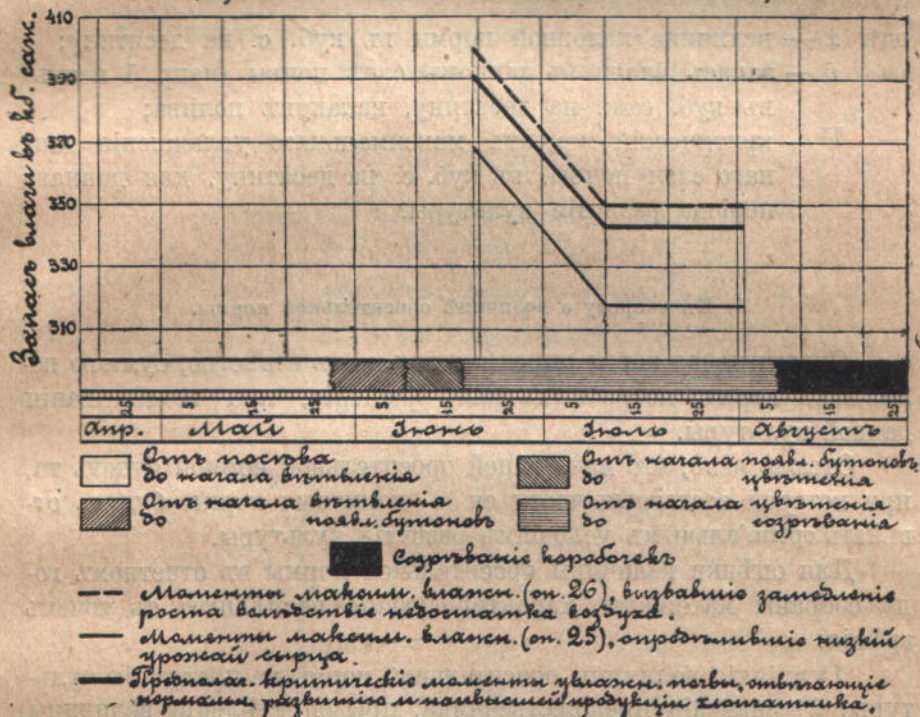 410
390
370
350
330
310
Запасъ влаги въ кб. саж.
25 5 15 25 5 15 25 5 15 25 5 15 25
Апр. Май Іюнь Іюль Августъ
Отъ посѣва
до начала вѣтвленія
Отъ начала вѣтвленія
до появл. бутоновъ
Отъ начала появл. бутоновъ
до цвѣтенія
Отъ начала цвѣтенія
до созрѣванія
Созрѣваніе коробочекъ
Моменты максим. влажн. (оп. 26), вызвавшіе замедленіе
роста вслѣдствіе недостатка воздуха.
Моменты максим. влажн. (оп. 25), опредѣлившіе низкій
урожай сырца.
Предполаг. критическіе моменты увлажн. почвы, отвѣчающіе
нормальн. развитію и наивысшей продукціи хлопчатника.